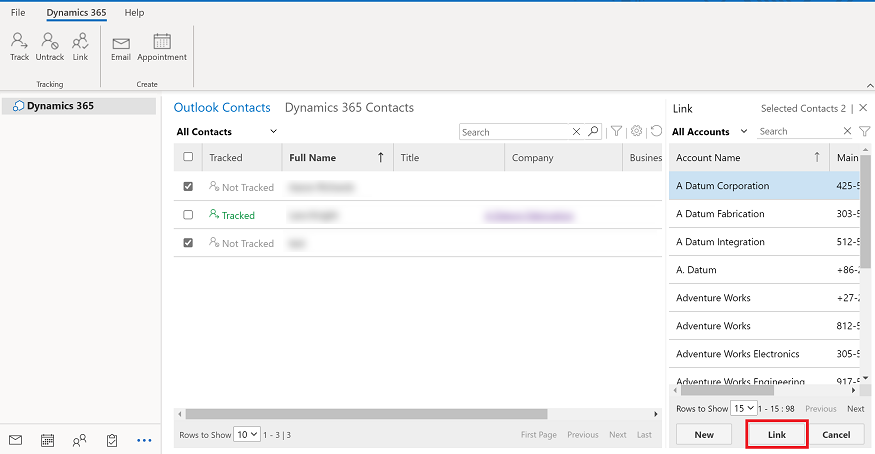 File Dynamics 365 Help
Track Untrack Link Email Appointment
Tracking Create
Dynamics 365
Outlook Contacts Dynamics 365 Contacts
All Contacts
Search
Tracked Full Name Title Company Busines
Not Tracked
Tracked
Not Tracked
Rows to Show 10 1 - 3 | 3 First Page Previous Next Last
Link Selected Contacts 2 |
All Accounts Search
Account Name Main
A Datum Corporation 425-5
A Datum Fabrication 303-5
A Datum Integration 512-5
A. Datum +86-2
Adventure Works +27-2
Adventure Works 812-5
Adventure Works Electronics 305-5
Adventure Works Engineering 917-5
Rows to Show 15 1 - 15 : 98 Previous Next
New Link Cancel